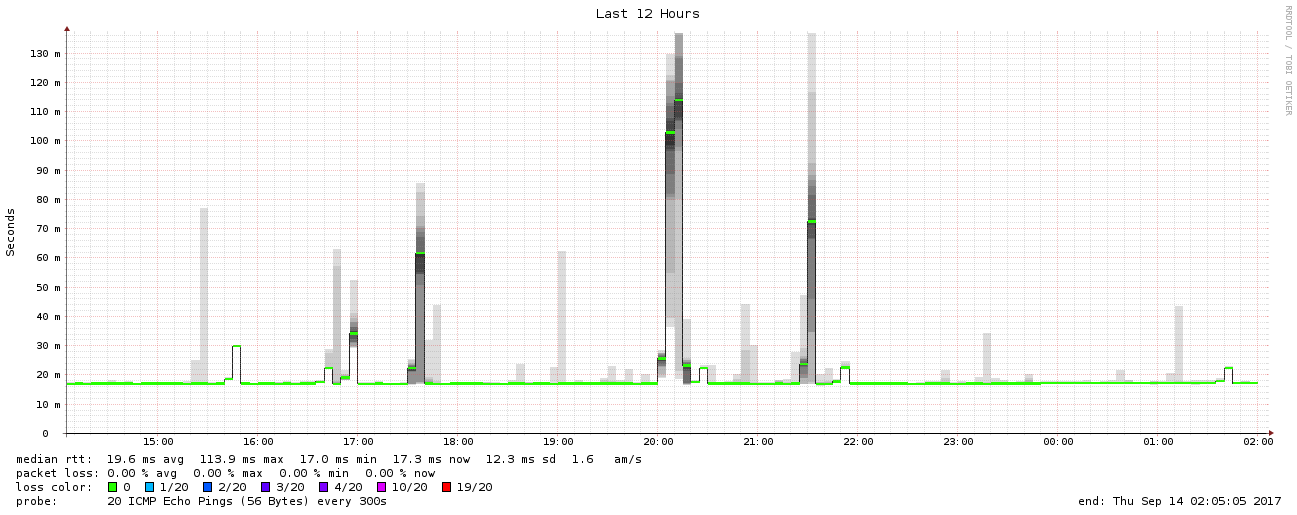 Last 12 Hours
RRDTOOL / TOBI OETIKER
Seconds
130 m
120 m
110 m
100 m
90 m
80 m
70 m
60 m
50 m
40 m
30 m
20 m
10 m
0
15:00 16:00 17:00 18:00 19:00 20:00 21:00 22:00 23:00 00:00 01:00 02:00
median rtt: 19.6 ms avg 113.9 ms max 17.0 ms min 17.3 ms now 12.3 ms sd 1.6 am/s
packet loss: 0.00 % avg 0.00 % max 0.00 % min 0.00 % now
loss color: 0 1/20 2/20 3/20 4/20 10/20 19/20
probe: 20 ICMP Echo Pings (56 Bytes) every 300s end: Thu Sep 14 02:05:05 2017